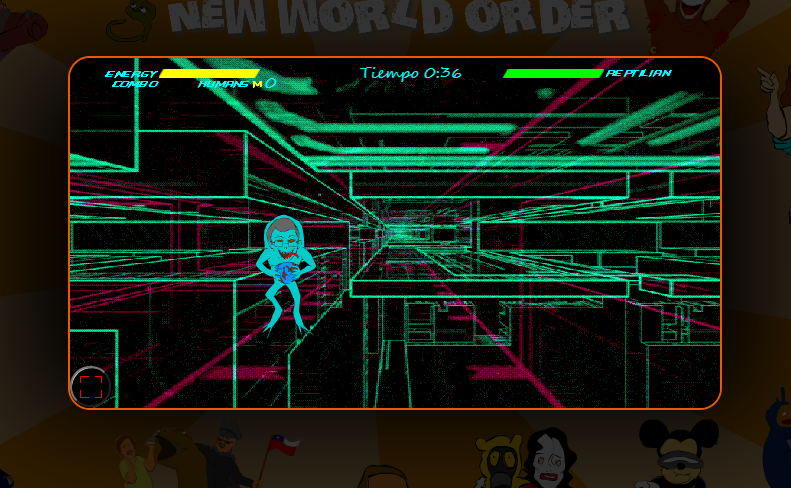 NEW WORLD ORDER
ENERGY
Tiempo 0:36
REPTILIAN
COMBO
HUMANS M 0